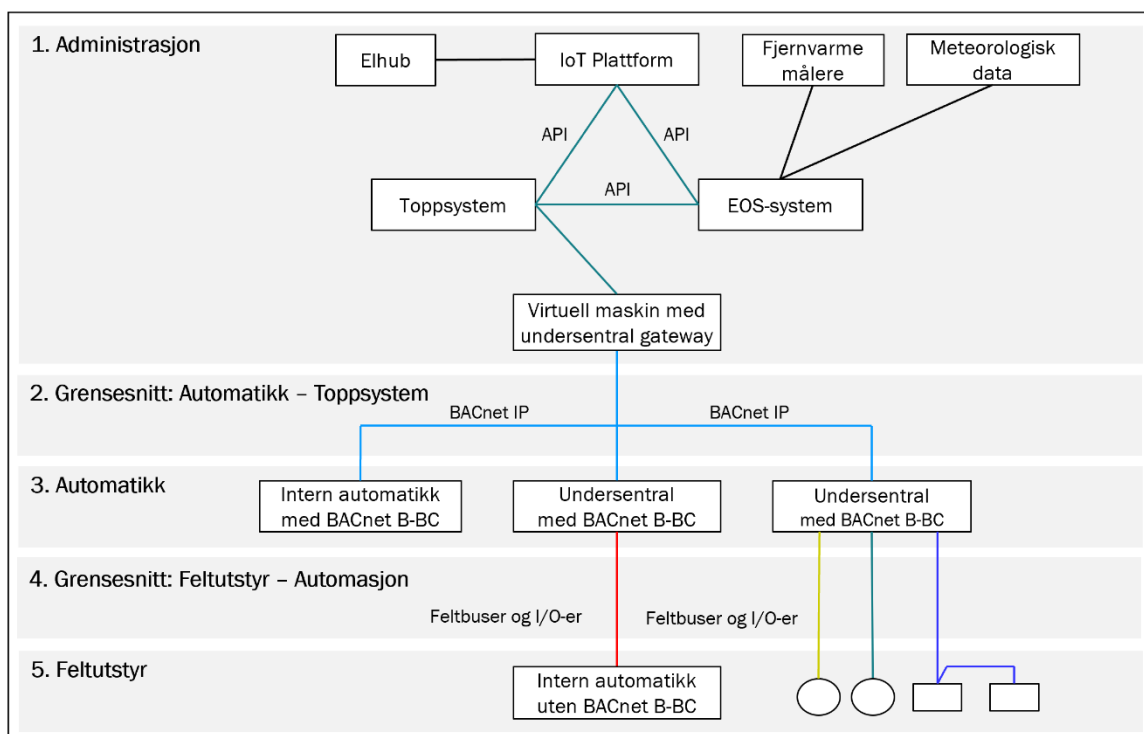 1. Administrasjon
Elhub
IoT Plattform
Fjernvarme
målere
Meteorologisk
data
API
API
API
Toppsystem
EOS-system
Virtuell maskin med
undersentral gateway
2. Grensesnitt: Automatikk – Toppsystem
BACnet IP
BACnet IP
3. Automatikk
Intern automatikk
med BACnet B-BC
Undersentral
med BACnet B-BC
Undersentral
med BACnet B-BC
4. Grensesnitt: Feltutstyr – Automasjon
Feltbuser og I/O-er
Feltbuser og I/O-er
5. Feltutstyr
Intern automatikk
uten BACnet B-BC